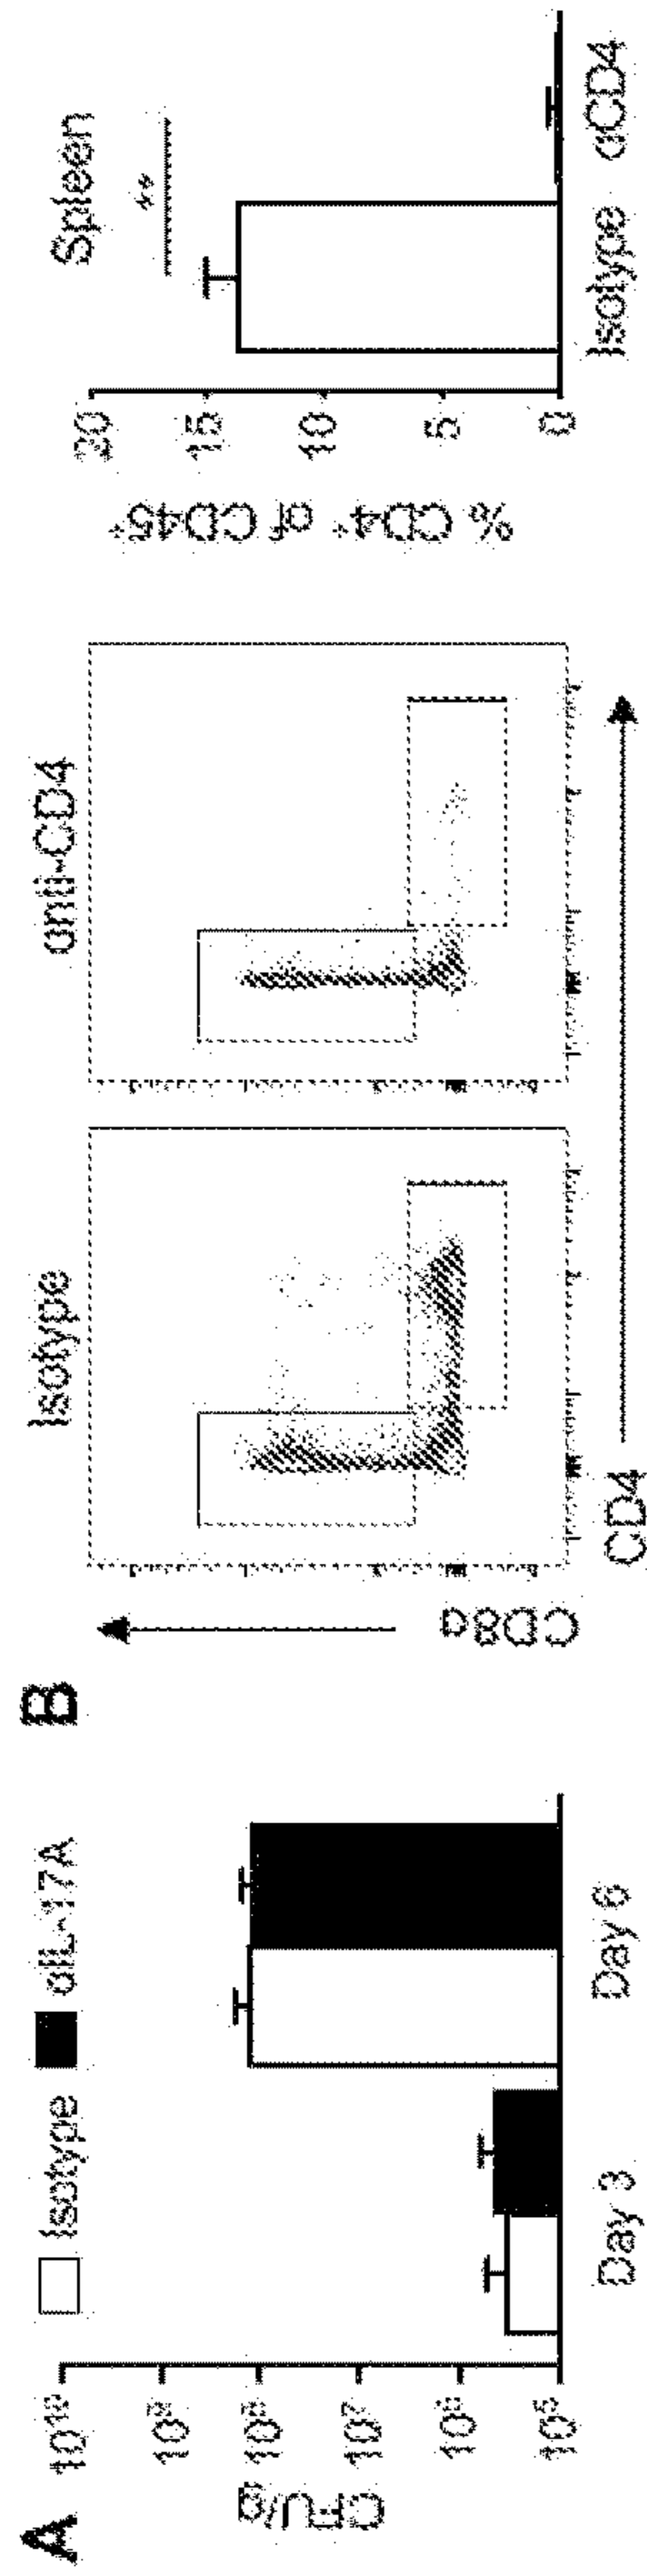 A
Isotype αIL-17A
CFU/g
10¹⁰
10⁹
10⁸
10⁷
10⁶
10⁵
Day 3 Day 6
B
Isotype
anti-CD4
CD8α
CD4
Spleen
**
% CD4⁺ of CD45⁺
20
15
10
5
0
Isotype αCD4